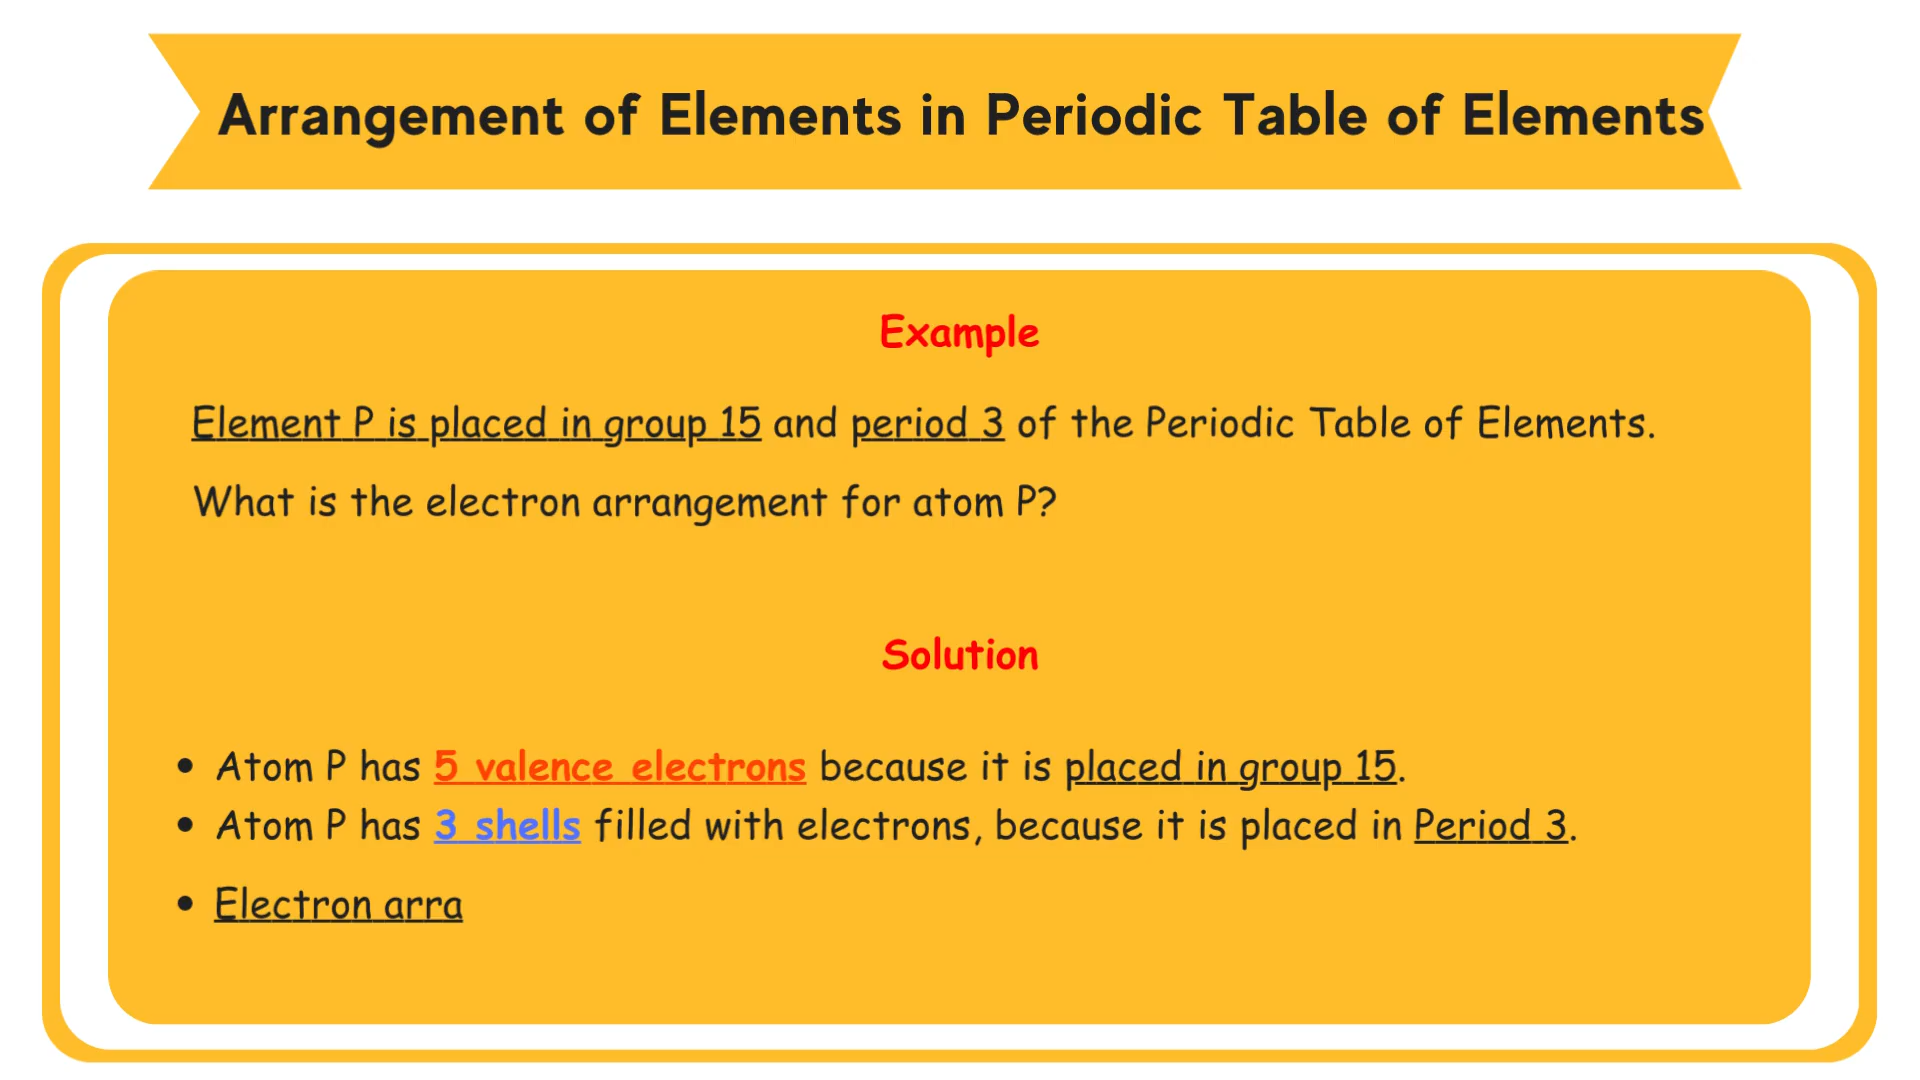 Arrangement of Elements in Periodic Table of Elements
Example
Element P is placed in group 15 and period 3 of the Periodic Table of Elements.
What is the electron arrangement for atom P?
Solution
• Atom P has 5 valence electrons because it is placed in group 15.
• Atom P has 3 shells filled with electrons, because it is placed in Period 3.
• Electron arra